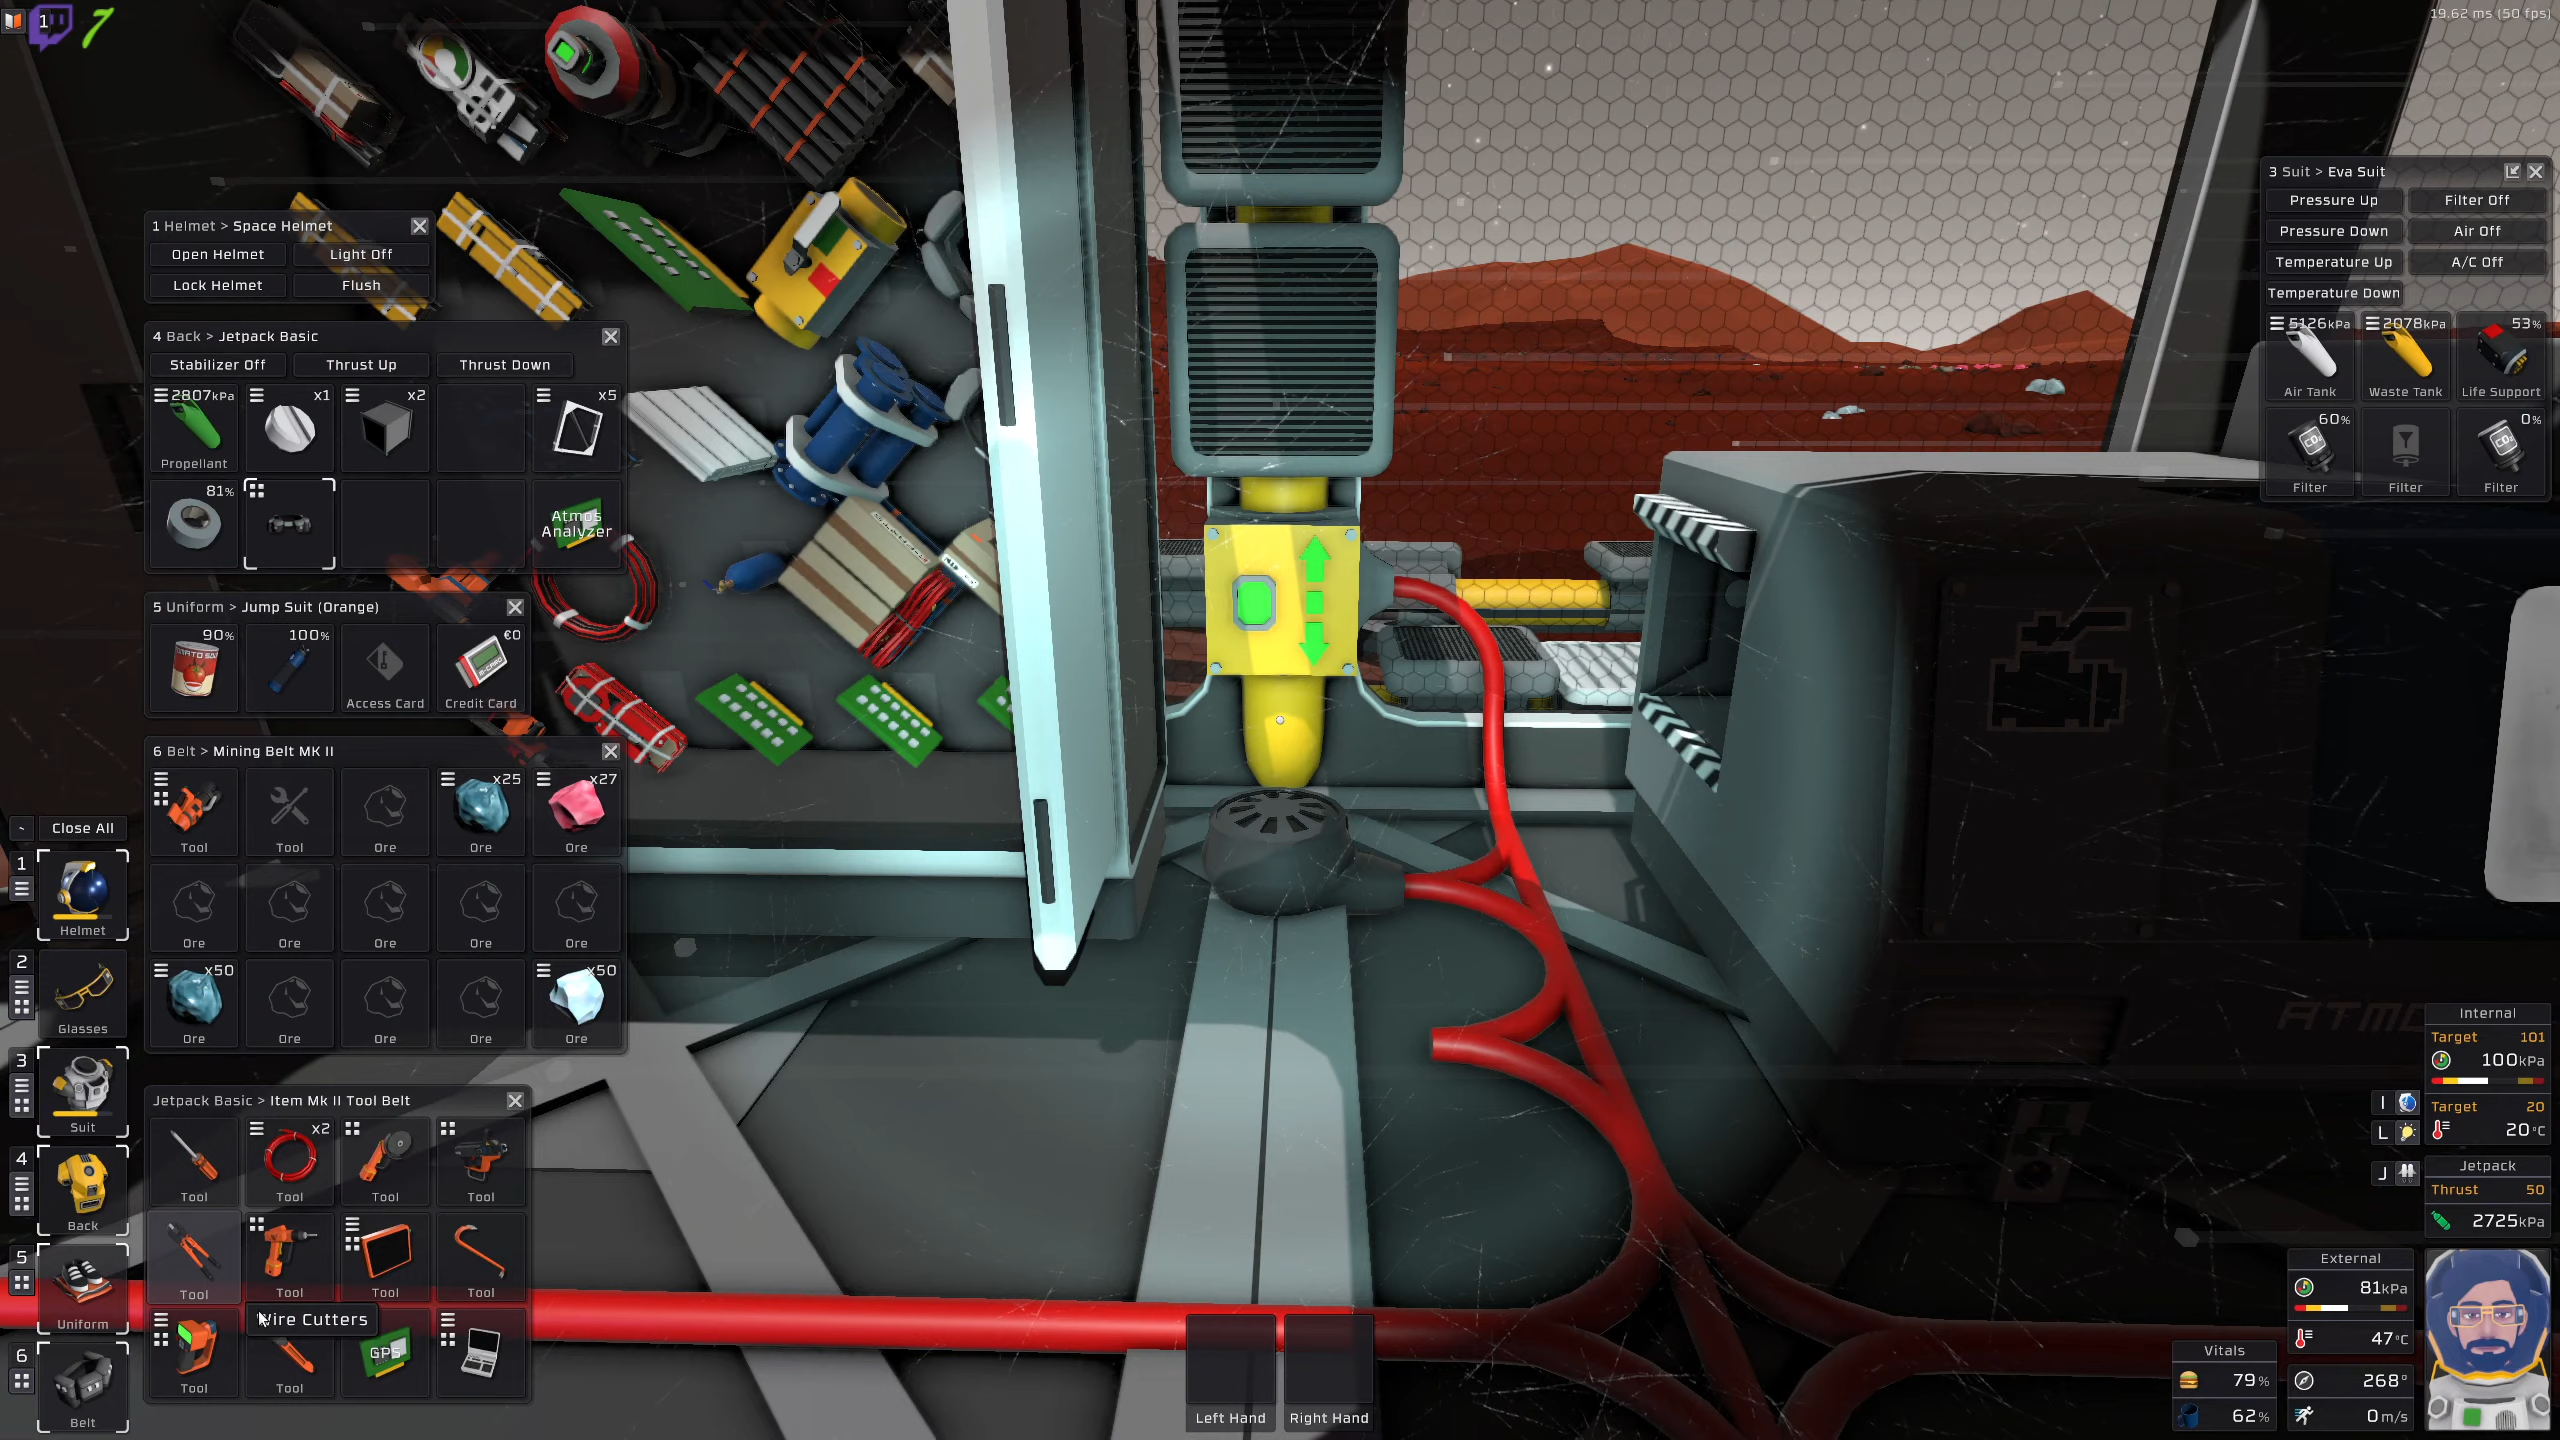 1
19.62 ms (50 fps)
3 Suit > Eva Suit
Pressure Up
Filter Off
Pressure Down
Air Off
Temperature Up
A/C Off
Temperature Down
5126kPa
2078kPa
53%
Air Tank
Waste Tank
Life Support
60%
0%
Filter
Filter
Filter
1 Helmet > Space Helmet
Open Helmet
Light Off
Lock Helmet
Flush
4 Back > Jetpack Basic
Stabilizer Off
Thrust Up
Thrust Down
2807kPa
x1
x2
x5
Propellant
81%
Atmos
Analyzer
5 Uniform > Jump Suit (Orange)
90%
100%
€0
Access Card
Credit Card
6 Belt > Mining Belt MK II
x25
x27
Tool
Tool
Ore
Ore
Ore
Ore
Ore
Ore
Ore
Ore
x50
x50
Ore
Ore
Ore
Ore
Ore
Jetpack Basic > Item Mk II Tool Belt
x2
Tool
Tool
Tool
Tool
Tool
Tool
Tool
Tool
Wire Cutters
GPS
Tool
Tool
~
Close All
1
Helmet
2
Glasses
3
Suit
4
Back
5
Uniform
6
Belt
Left Hand
Right Hand
Internal
Target 101
100kPa
Target 20
20°C
I
L
J
Jetpack
Thrust 50
2725kPa
External
81kPa
47°C
268°
0m/s
Vitals
79%
62%